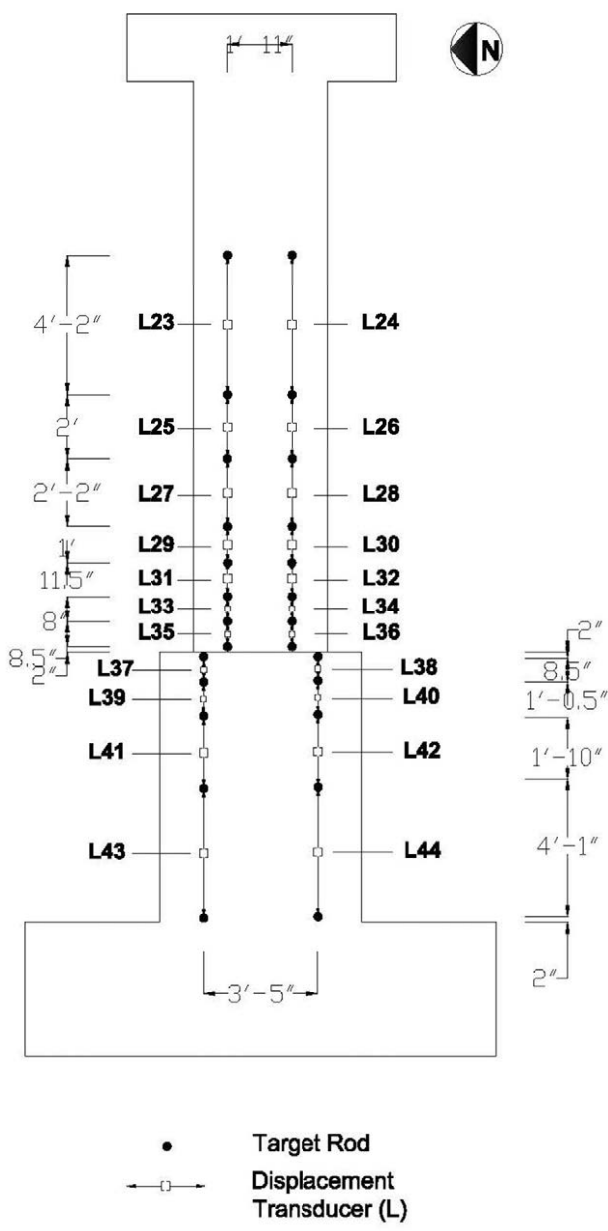 1′ 11″
N
4′-2″
L23
L24
2′
L25
L26
2′-2″
L27
L28
1′
L29
L30
11.5″
L31
L32
8″
L33
L34
L35
L36
2″
8.5″
2″
L37
L38
8.5″
L39
L40
1′-0.5″
L41
L42
1′-10″
L43
L44
4′-1″
3′-5″
2″
Target Rod
Displacement
Transducer (L)